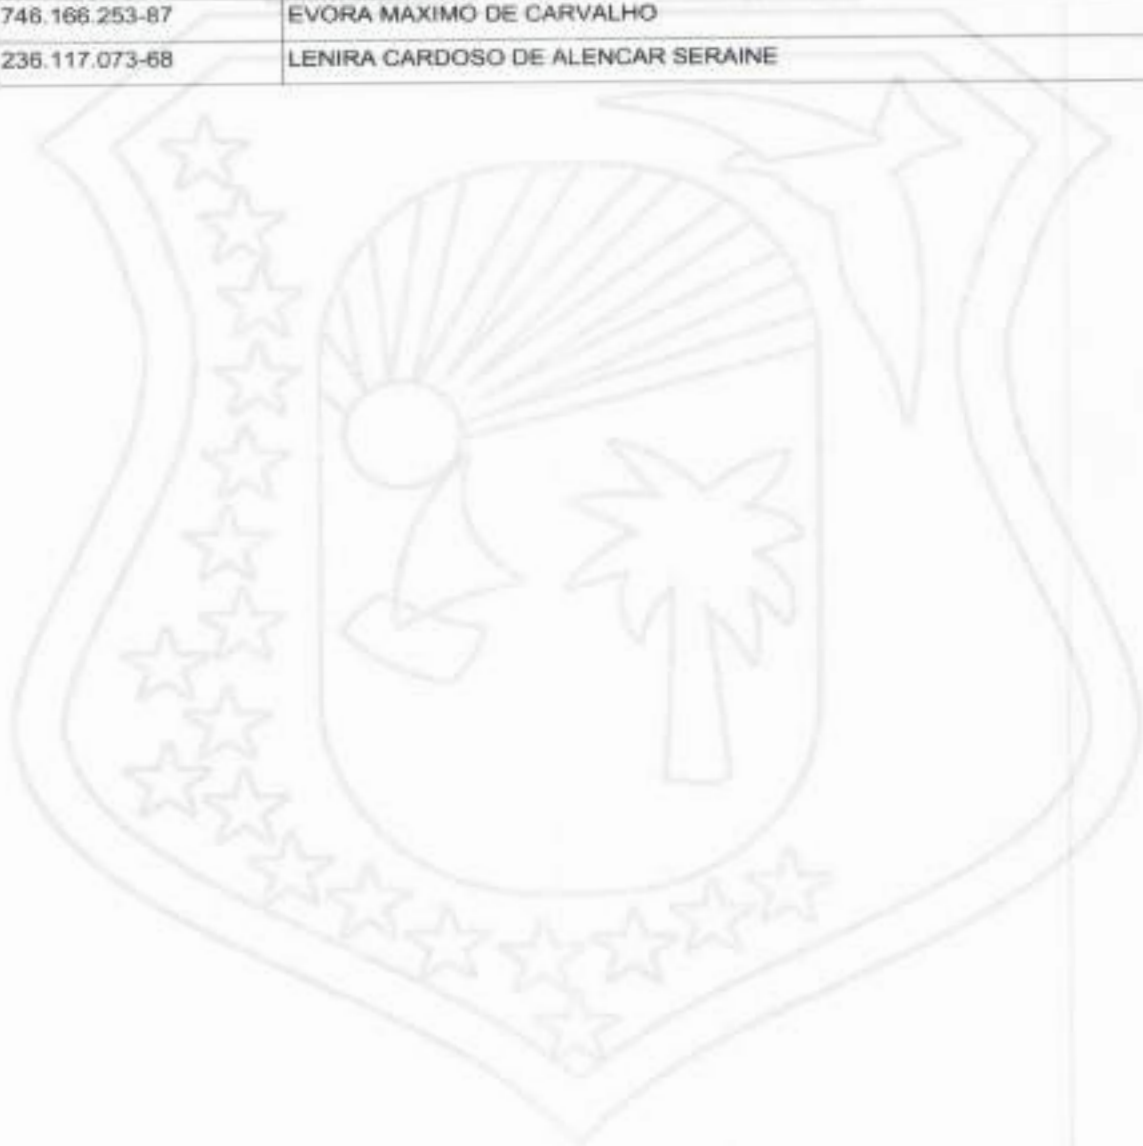 746.166.253-87 EVORA MAXIMO DE CARVALHO
236.117.073-68 LENIRA CARDOSO DE ALENCAR SERAINE